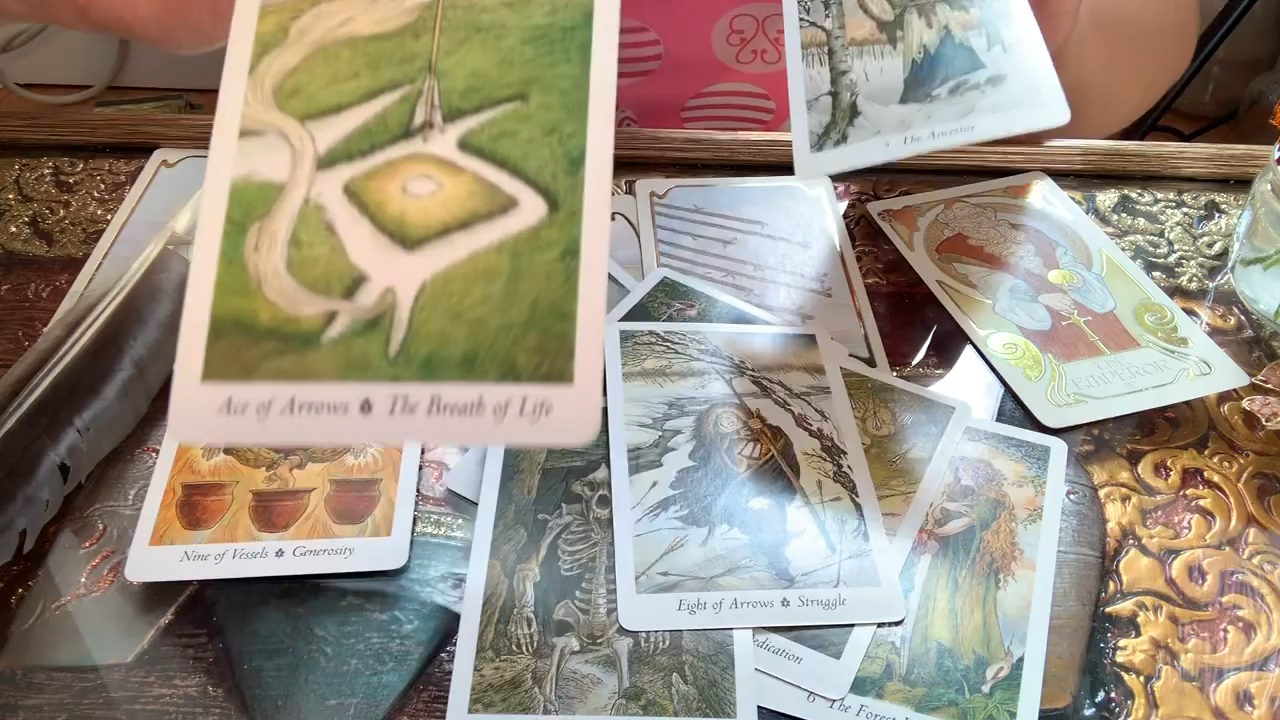 The Ancestor
THE
EMPEROR
Ace of Arrows The Breath of Life
Nine of Vessels Generosity
Eight of Arrows Struggle
edication
6 The Forest